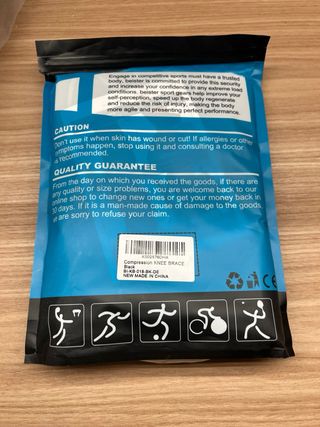 Engage in competitive sports must have a trusted
body, beister is committed to provide this security
and increase your confidence in any extreme load
conditions. beister sport gears help improve your
self-perception, speed up the body regenerate
and reduce the risk of injury, making the body
more agile and presenting perfect performance.
CAUTION
Don't use it when skin has wound or cut! If allergies or other
symptoms happen, stop using it and consulting a doctor
is recommended.
QUALITY GUARANTEE
From the day on which you received the goods, if there are
any quality or size problems, you are welcome back to our
online shop to change new ones or get your money back in
30 days. If it is a man-made cause of damage to the goods,
we are sorry to refuse your claim.
Compression KNEE BRACE
Black
NEW MADE IN CHINA
CE